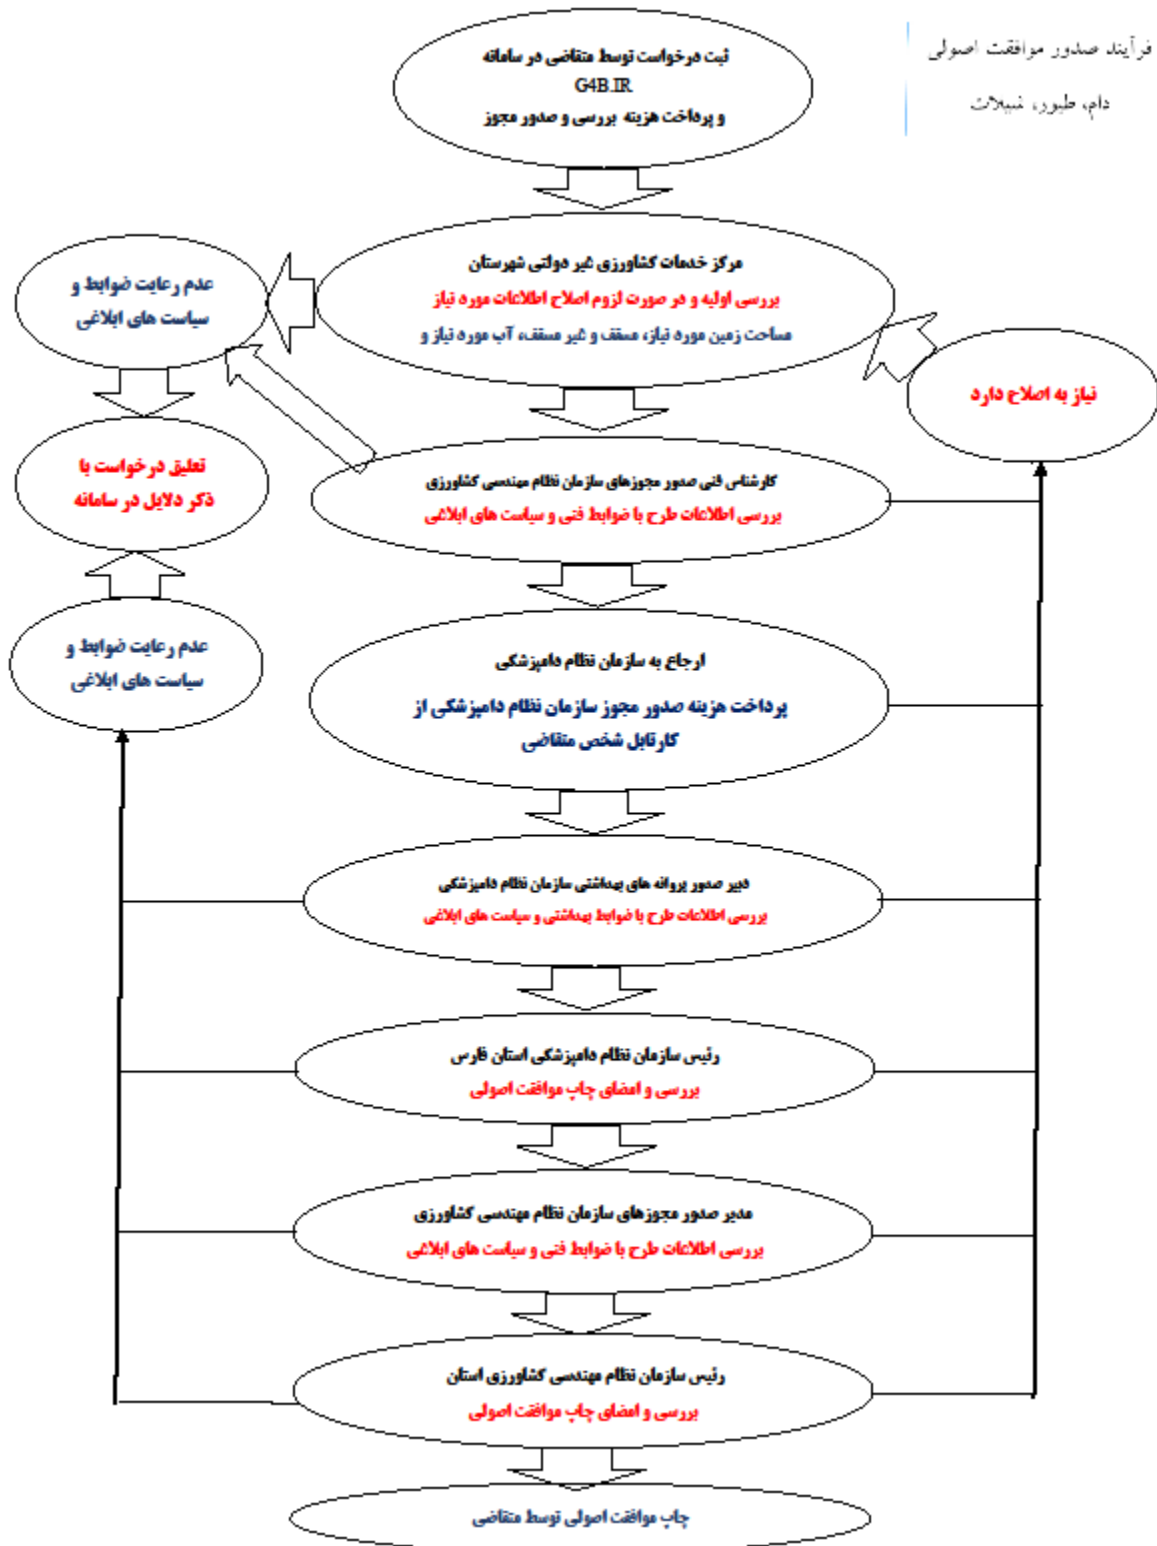 فرآیند صدور موافقت اصولی
دام، طیور، شیلات
ثبت درخواست توسط متقاضی در سامانه
G4B.IR
و پرداخت هزینه بررسی و صدور مجوز
مرکز خدمات کشاورزی غیر دولتی شهرستان
بررسی اولیه و در صورت لزوم اصلاح اطلاعات مورد نیاز
مساحت زمین مورد نیاز، مسقف و غیر مسقف، آب مورد نیاز و
عدم رعایت ضوابط و
سیاست های ابلاغی
نیاز به اصلاح دارد
تعلیق درخواست با
ذکر دلایل در سامانه
کارشناس فنی صدور مجوزهای سازمان نظام مهندسی کشاورزی
بررسی اطلاعات طرح با ضوابط فنی و سیاست های ابلاغی
عدم رعایت ضوابط و
سیاست های ابلاغی
ارجاع به سازمان نظام دامپزشکی
پرداخت هزینه صدور مجوز سازمان نظام دامپزشکی از
کارتابل شخص متقاضی
دبیر صدور پروانه های بهداشتی سازمان نظام دامپزشکی
بررسی اطلاعات طرح با ضوابط بهداشتی و سیاست های ابلاغی
رئیس سازمان نظام دامپزشکی استان فارس
بررسی و امضای چاپ موافقت اصولی
مدیر صدور مجوزهای سازمان نظام مهندسی کشاورزی
بررسی اطلاعات طرح با ضوابط فنی و سیاست های ابلاغی
رئیس سازمان نظام مهندسی کشاورزی استان
بررسی و امضای چاپ موافقت اصولی
چاپ موافقت اصولی توسط متقاضی